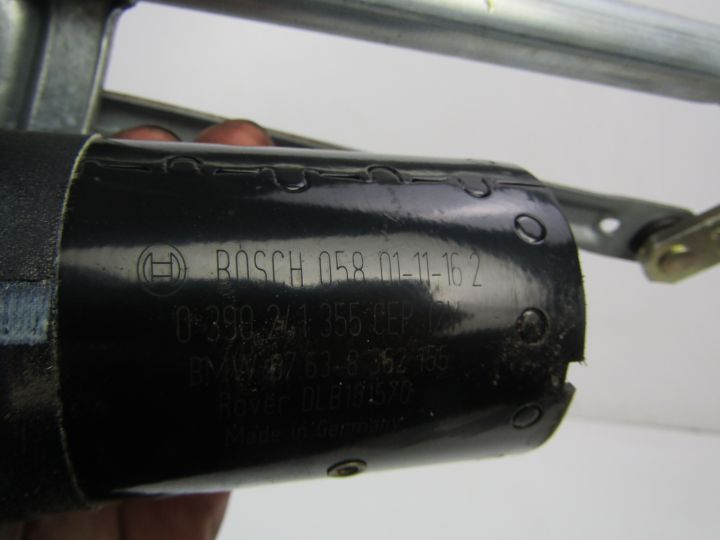 BOSCH 058 01-11-16 2
0 390 241 355 CEP 12V
BMW 67 63-8 362 155
Rover DLB181570
Made in Germany